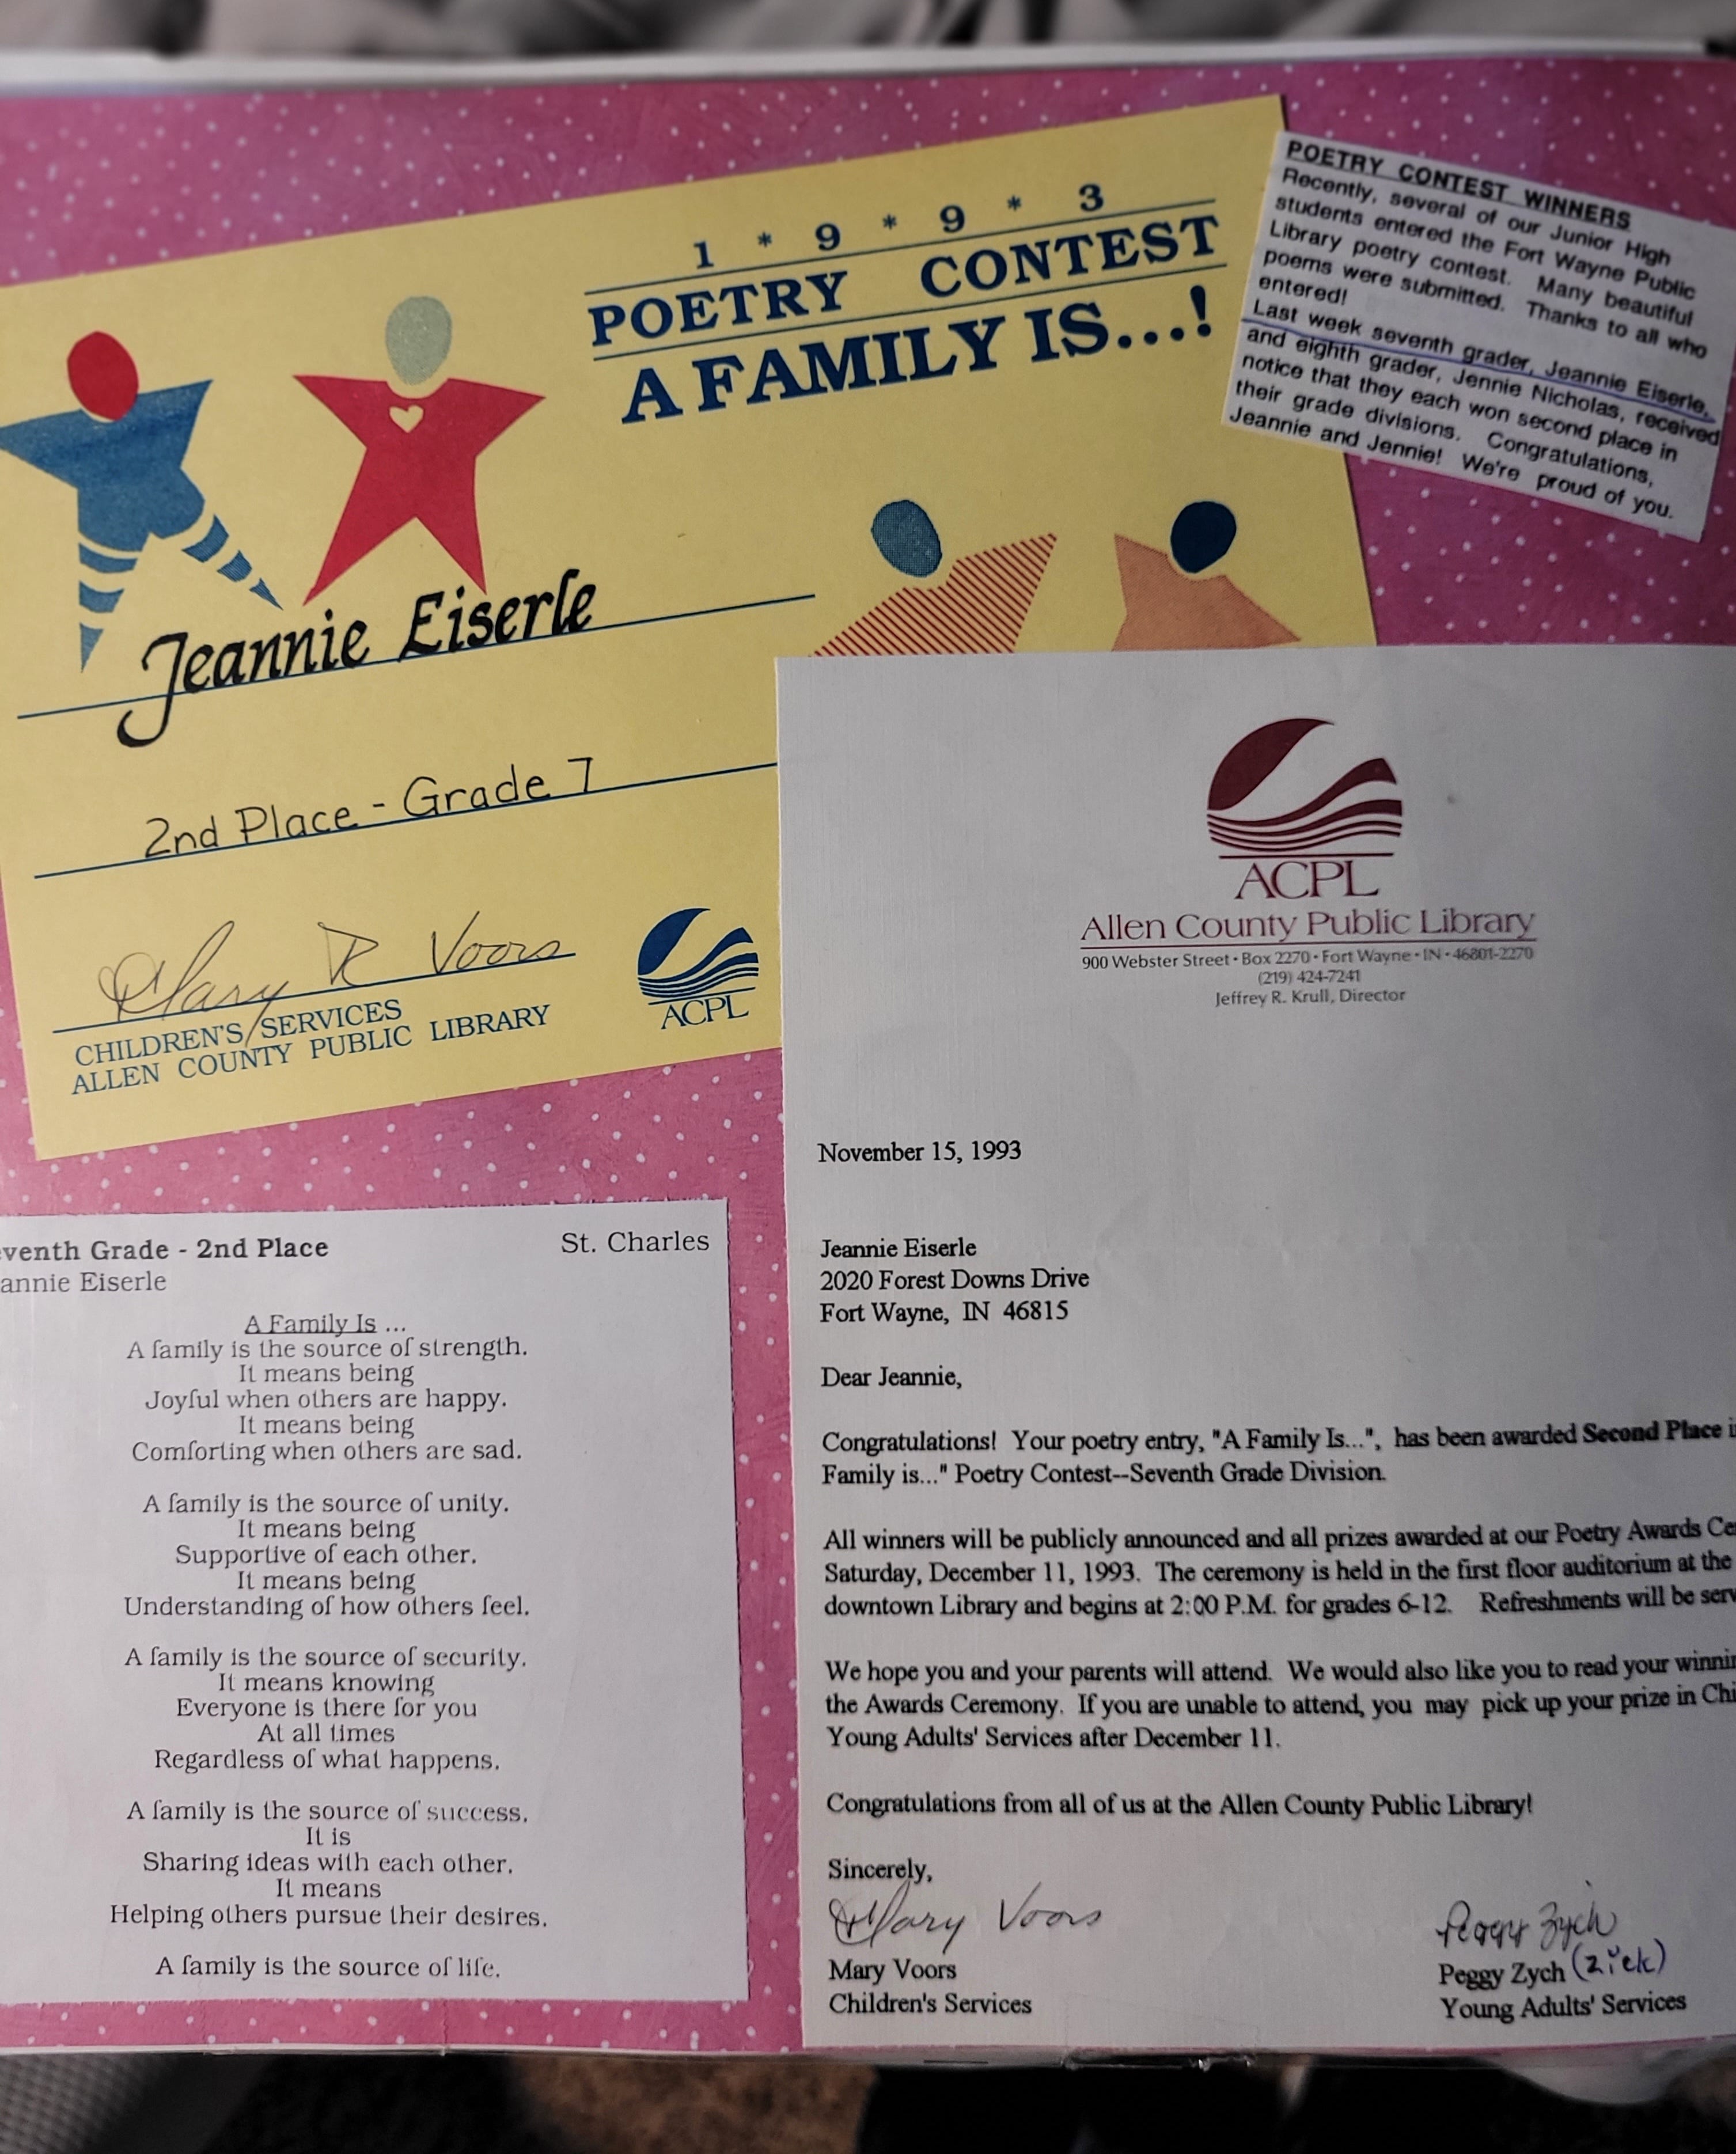 1 * 9 * 9 * 3
POETRY CONTEST
A FAMILY IS...!
Jeannie Eiserle
2nd Place - Grade 7
Mary R Voors
CHILDREN'S SERVICES
ALLEN COUNTY PUBLIC LIBRARY
ACPL
POETRY CONTEST WINNERS
Recently, several of our Junior High
students entered the Fort Wayne Public
Library poetry contest. Many beautiful
poems were submitted. Thanks to all who
entered!
Last week seventh grader, Jeannie Eiserle,
and eighth grader, Jennie Nicholas, received
notice that they each won second place in
their grade divisions. Congratulations,
Jeannie and Jennie! We're proud of you.
eventh Grade - 2nd Place St. Charles
annie Eiserle
A Family Is ...
A family is the source of strength.
It means being
Joyful when others are happy.
It means being
Comforting when others are sad.
A family is the source of unity.
It means being
Supportive of each other.
It means being
Understanding of how others feel.
A family is the source of security.
It means knowing
Everyone is there for you
At all times
Regardless of what happens.
A family is the source of success.
It is
Sharing ideas with each other.
It means
Helping others pursue their desires.
A family is the source of life.
ACPL
Allen County Public Library
900 Webster Street • Box 2270 • Fort Wayne • IN • 46801-2270
(219) 424-7241
Jeffrey R. Krull, Director
November 15, 1993
Jeannie Eiserle
2020 Forest Downs Drive
Fort Wayne, IN 46815
Dear Jeannie,
Congratulations! Your poetry entry, "A Family Is...", has been awarded Second Place i
Family is..." Poetry Contest--Seventh Grade Division.
All winners will be publicly announced and all prizes awarded at our Poetry Awards Ce
Saturday, December 11, 1993. The ceremony is held in the first floor auditorium at the
downtown Library and begins at 2:00 P.M. for grades 6-12. Refreshments will be serv
We hope you and your parents will attend. We would also like you to read your winnin
the Awards Ceremony. If you are unable to attend, you may pick up your prize in Chi
Young Adults' Services after December 11.
Congratulations from all of us at the Allen County Public Library!
Sincerely,
Mary Voors Peggy Zych
Mary Voors Peggy Zych (ziek)
Children's Services Young Adults' Services